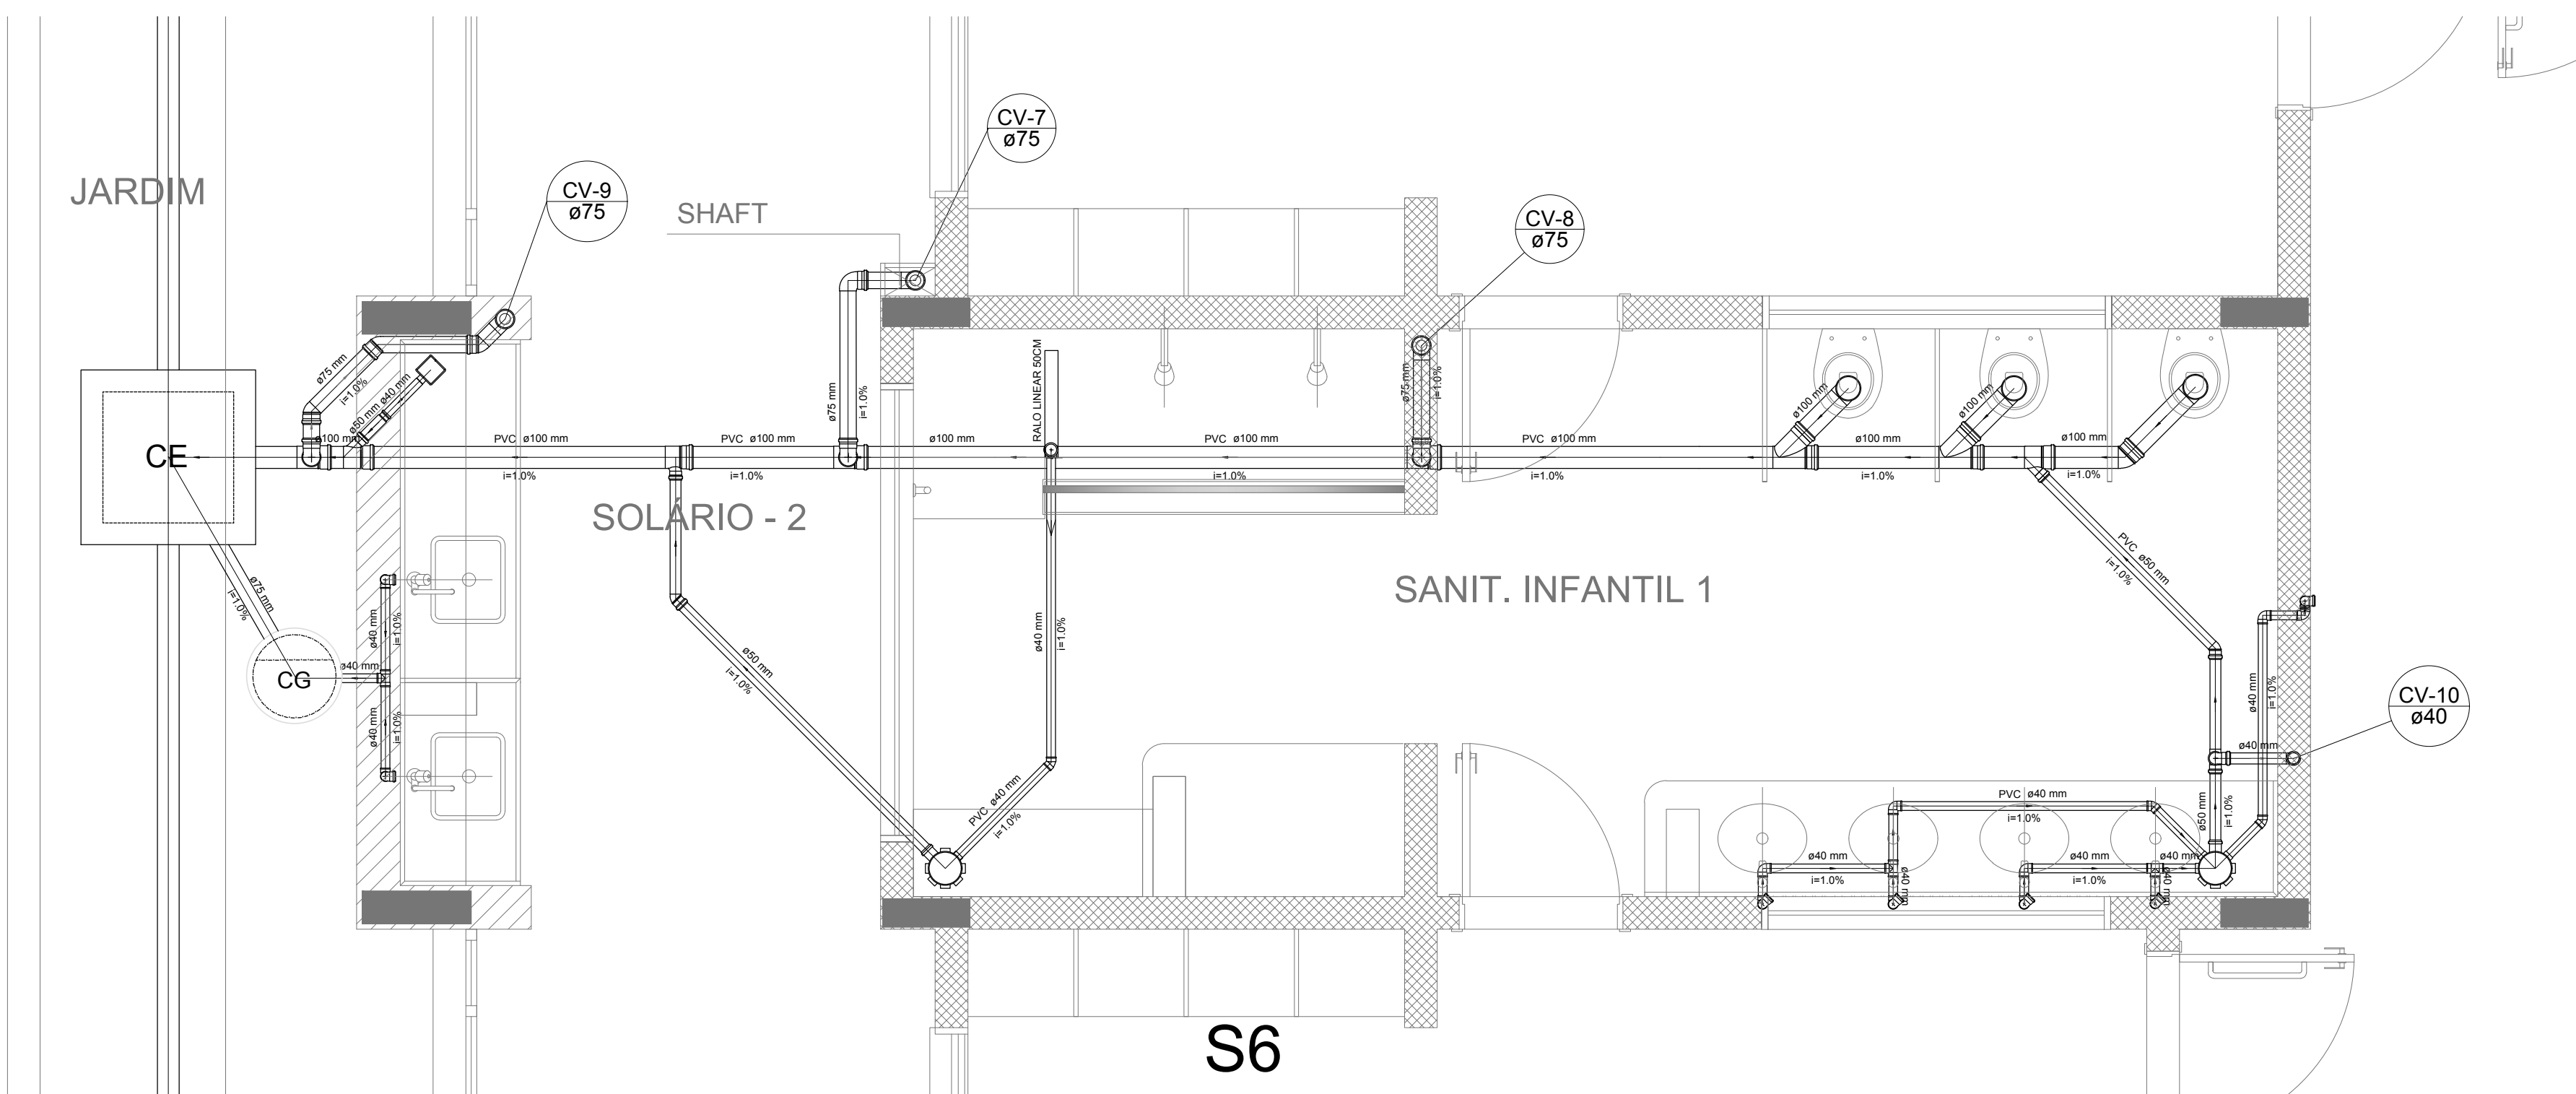 CV-7
ø75
CV-9
ø75
JARDIM
SHAFT
CV-8
ø75
RALO LINEAR 50CM
ø75 mm
i=1.0%
ø50 mm
ø40 mm
ø75 mm
i=1.0%
ø75 mm
i=1.0%
ø100 mm
ø100 mm
CE
ø100 mm
PVC ø100 mm
i=1.0%
PVC ø100 mm
i=1.0%
ø100 mm
PVC ø100 mm
i=1.0%
PVC ø100 mm
i=1.0%
ø100 mm
i=1.0%
ø100 mm
i=1.0%
SOLÁRIO - 2
SANIT. INFANTIL 1
PVC ø50 mm
i=1.0%
ø75 mm
i=1.0%
ø40 mm
i=1.0%
ø40 mm
CG
ø40 mm
i=1.0%
ø50 mm
i=1.0%
ø40 mm
i=1.0%
PVC ø40 mm
i=1.0%
ø40 mm
i=1.0%
CV-10
ø40
ø40 mm
PVC ø40 mm
i=1.0%
ø50 mm
i=1.0%
ø40 mm
i=1.0%
ø40 mm
ø40 mm
i=1.0%
ø40 mm
ø40 mm
S6